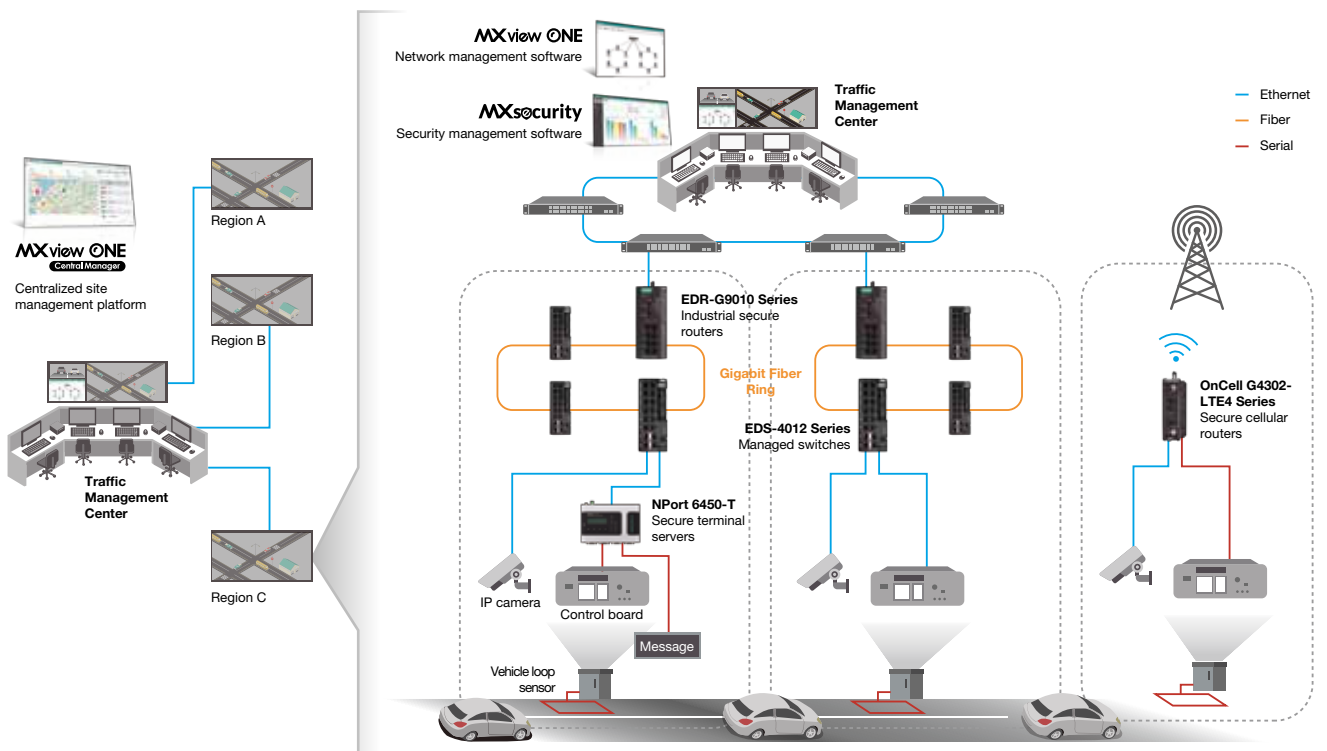 MXview ONE
Network management software
MXsecurity
Security management software
Traffic
Management
Center
Ethernet
Fiber
Serial
Region A
MXview ONE
Central Manager
Centralized site
management platform
Region B
Traffic
Management
Center
Region C
EDR-G9010 Series
Industrial secure
routers
Gigabit Fiber
Ring
EDS-4012 Series
Managed switches
OnCell G4302-
LTE4 Series
Secure cellular
routers
NPort 6450-T
Secure terminal
servers
IP camera
Control board
Message
Vehicle loop
sensor